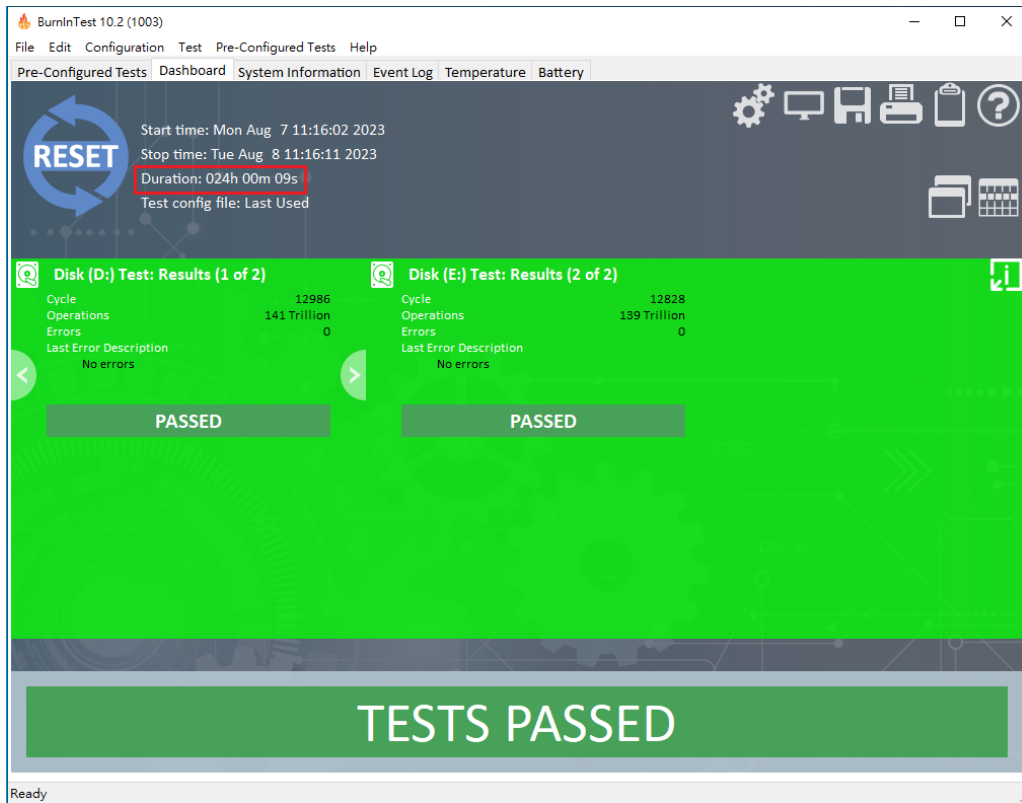 BurnInTest 10.2 (1003)
File Edit Configuration Test Pre-Configured Tests Help
Pre-Configured Tests Dashboard System Information Event Log Temperature Battery
RESET
Start time: Mon Aug 7 11:16:02 2023
Stop time: Tue Aug 8 11:16:11 2023
Duration: 024h 00m 09s
Test config file: Last Used
Disk (D:) Test: Results (1 of 2)
Cycle 12986
Operations 141 Trillion
Errors 0
Last Error Description
No errors
PASSED
Disk (E:) Test: Results (2 of 2)
Cycle 12828
Operations 139 Trillion
Errors 0
Last Error Description
No errors
PASSED
TESTS PASSED
Ready